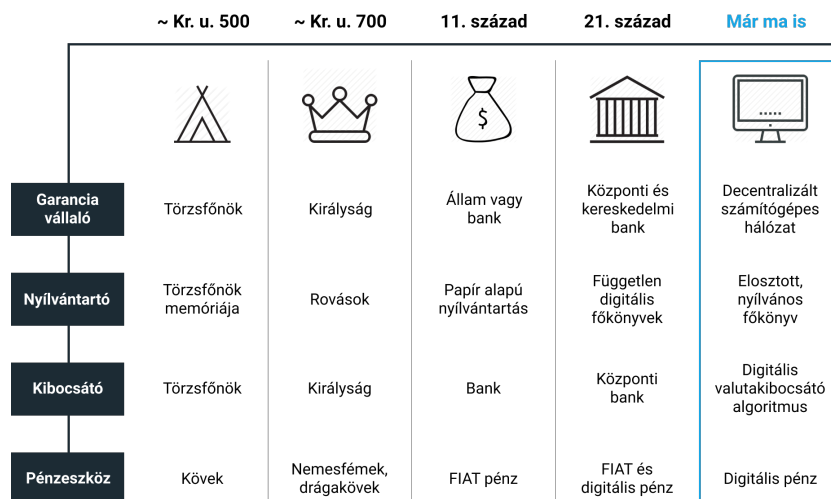 ~ Kr. u. 500
~ Kr. u. 700
11. század
21. század
Már ma is
$
Garancia
vállaló
Törzsfőnök
Királyság
Állam vagy
bank
Központi és
kereskedelmi
bank
Decentralizált
számítógépes
hálózat
Nyílvántartó
Törzsfőnök
memóriája
Rovások
Papír alapú
nyílvántartás
Független
digitális
főkönyvek
Elosztott,
nyílvános
főkönyv
Kibocsátó
Törzsfőnök
Királyság
Bank
Központi
bank
Digitális
valutakibocsátó
algoritmus
Pénzeszköz
Kövek
Nemesfémek,
drágakövek
FIAT pénz
FIAT és
digitális pénz
Digitális pénz